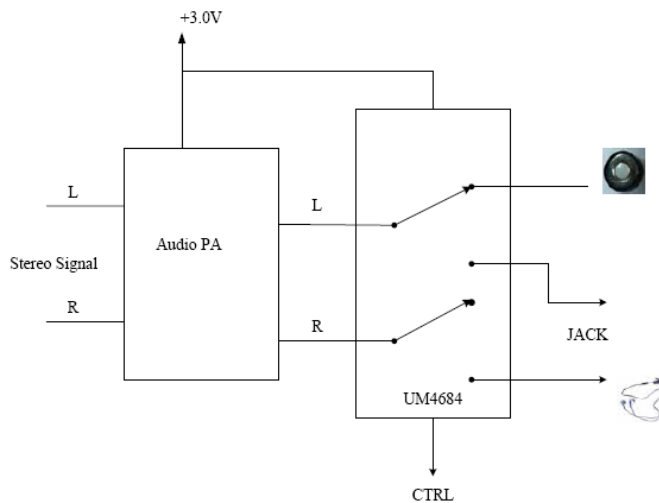 +3.0V
L
L
Audio PA
Stereo Signal
R
R
JACK
UM4684
CTRL